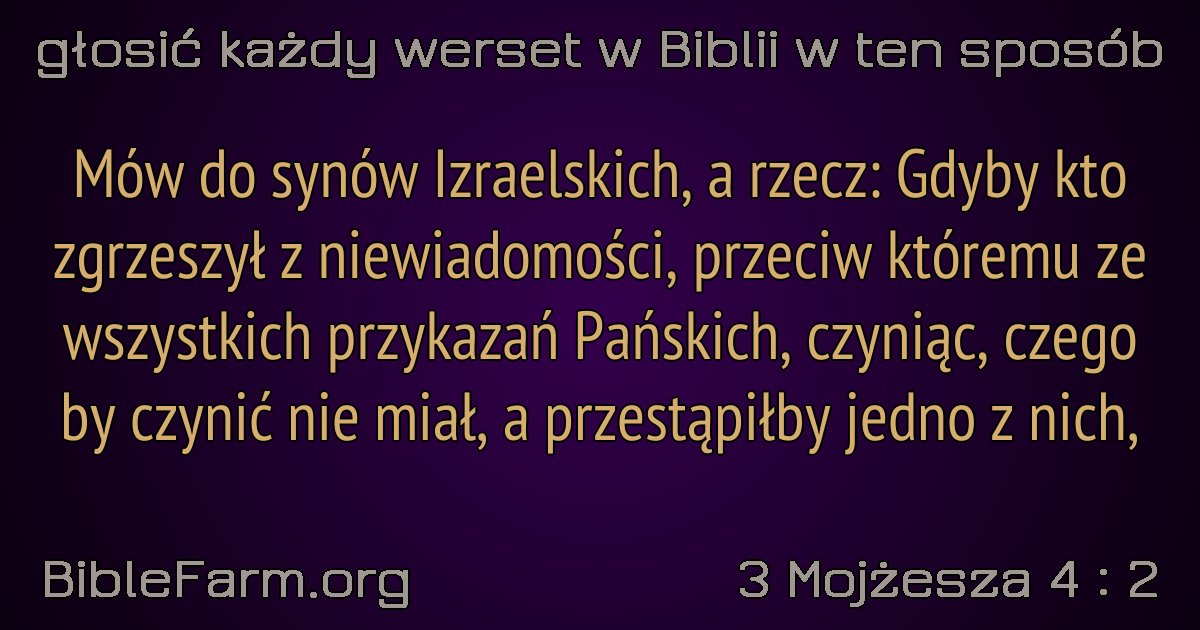 głosić każdy werset w Biblii w ten sposób
Mów do synów Izraelskich, a rzecz: Gdyby kto
zgrzeszył z niewiadomości, przeciw któremu ze
wszystkich przykazań Pańskich, czyniąc, czego
by czynić nie miał, a przestąpiłby jedno z nich,
BibleFarm.org
3 Mojżesza 4 : 2